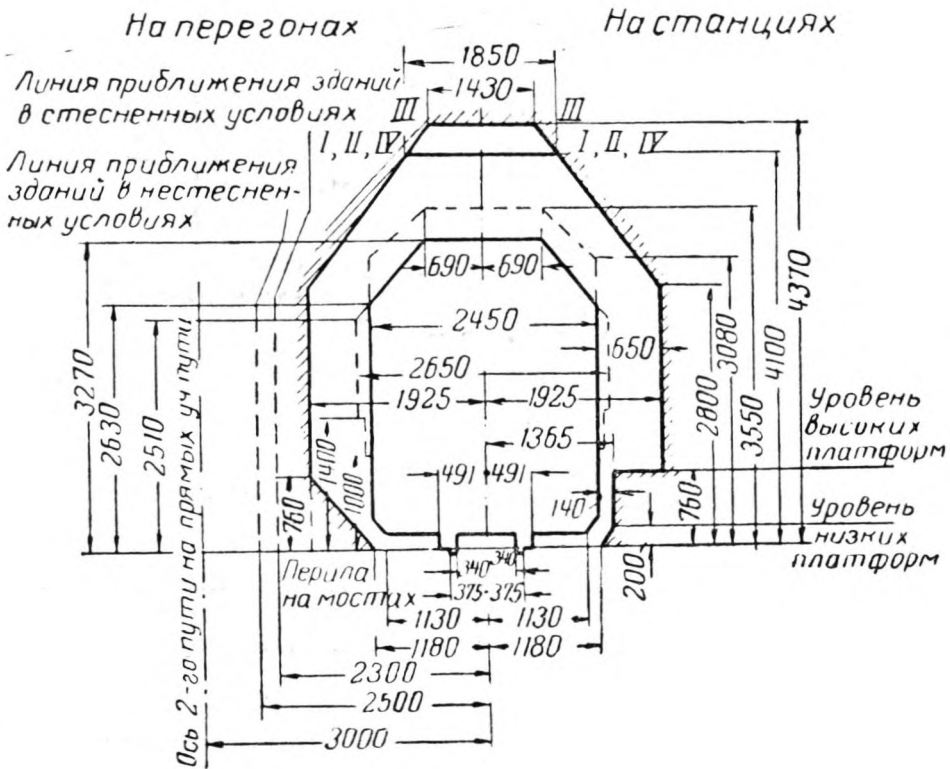 На перегонах
На станциях
1850
Линия приближения зданий
в стесненных условиях
1430
III
III
I, II, IV
I, II, IV
Линия приближения
зданий в нестеснен-
ных условиях
690
690
2450
650
2650
1925
1925
1365
491
491
140
3270
2630
2510
1400
1000
760
760
200
2800
3080
3550
4100
4370
Уровень
высоких
платформ
Уровень
низких
платформ
Перила
на мостах
340
340
375
375
1130
1130
1180
1180
2300
2500
3000
Ось 2-го пути на прямых уч. пути